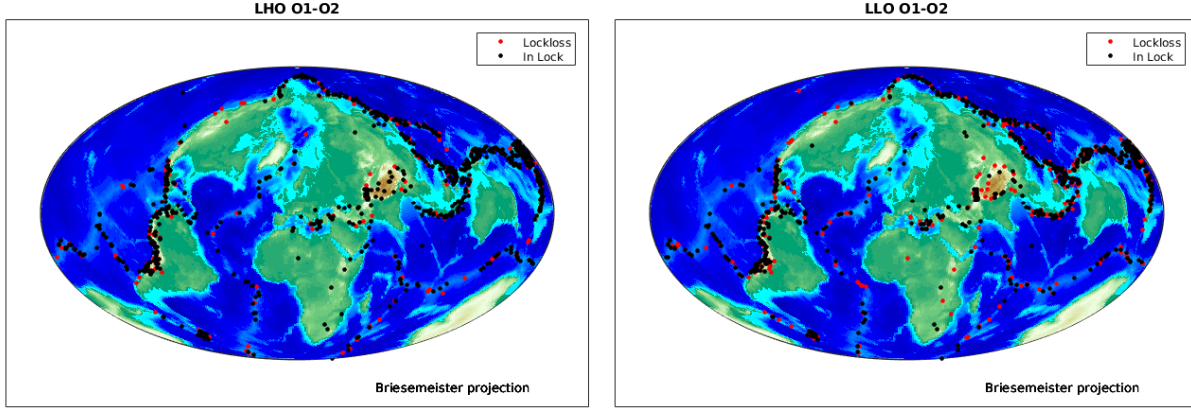 LHO O1-O2
Lockloss
In Lock
Briesemeister projection
LLO O1-O2
Lockloss
In Lock
Briesemeister projection